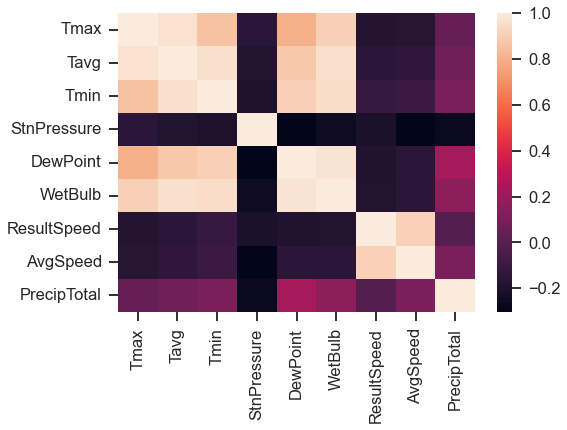 Tmax
Tavg
Tmin
StnPressure
DewPoint
WetBulb
ResultSpeed
AvgSpeed
PrecipTotal
Tmax
Tavg
Tmin
StnPressure
DewPoint
WetBulb
ResultSpeed
AvgSpeed
PrecipTotal
1.0
0.8
0.6
0.4
0.2
0.0
−0.2